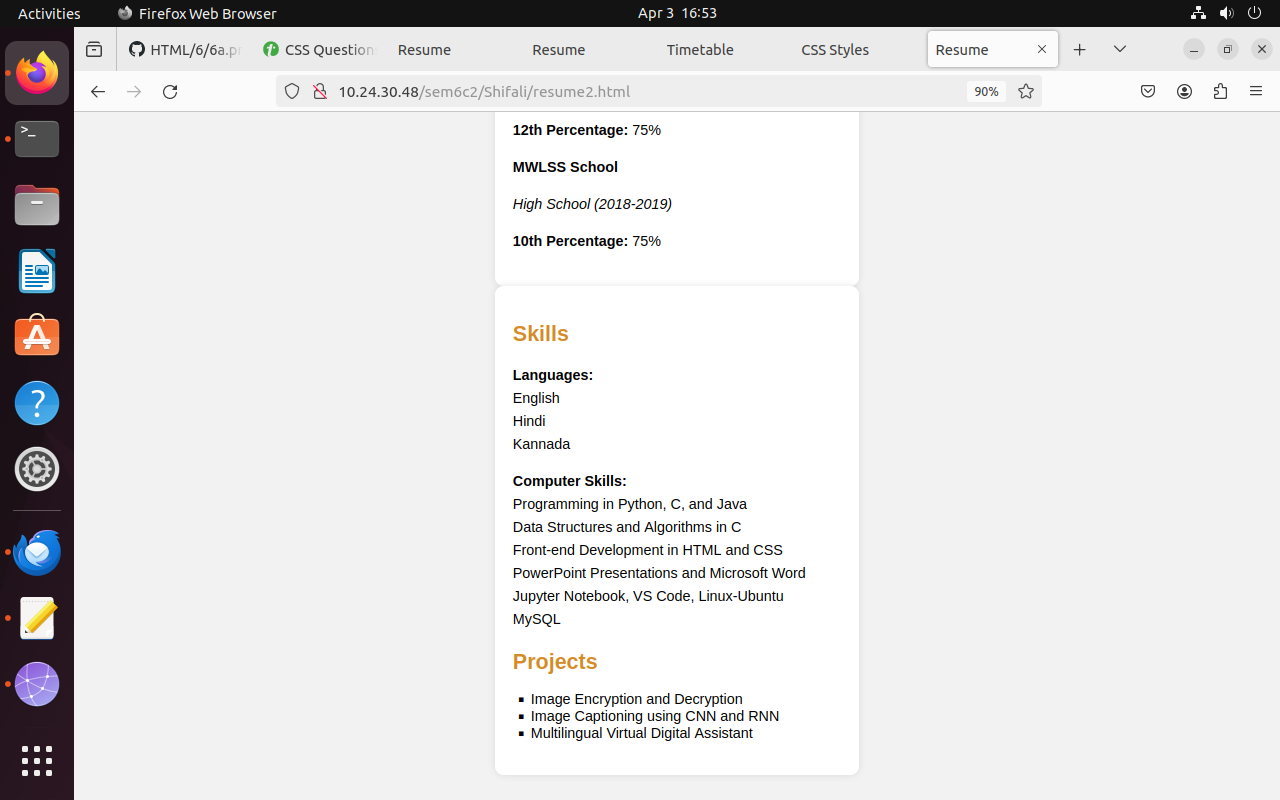 Activities Firefox Web Browser Apr 3 16:53
HTML/6/6a.pr CSS Question Resume Resume Timetable CSS Styles Resume
10.24.30.48/sem6c2/Shifali/resume2.html 90%
12th Percentage: 75%
MWLSS School
High School (2018-2019)
10th Percentage: 75%
Skills
Languages:
English
Hindi
Kannada
Computer Skills:
Programming in Python, C, and Java
Data Structures and Algorithms in C
Front-end Development in HTML and CSS
PowerPoint Presentations and Microsoft Word
Jupyter Notebook, VS Code, Linux-Ubuntu
MySQL
Projects
▪ Image Encryption and Decryption
▪ Image Captioning using CNN and RNN
▪ Multilingual Virtual Digital Assistant